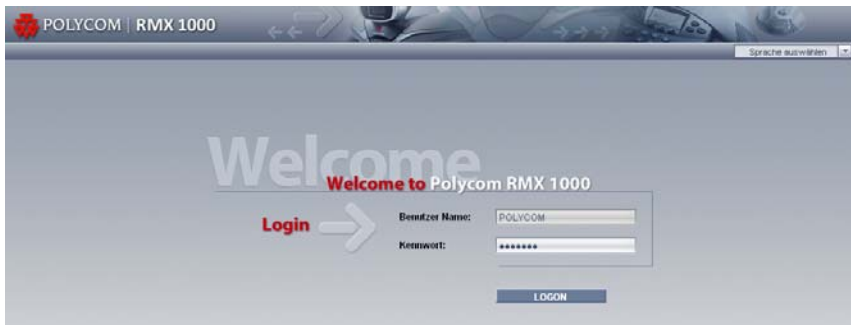 POLYCOM | RMX 1000
Sprache auswählen
Welcome
Welcome to Polycom RMX 1000
Login
Benutzer Name: POLYCOM
Kennwort: •••••••
LOGON